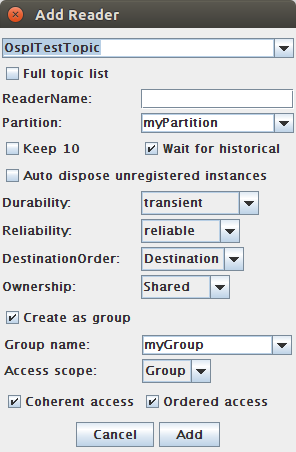 Add Reader
OsplTestTopic
Full topic list
ReaderName:
Partition: myPartition
Keep 10 Wait for historical
Auto dispose unregistered instances
Durability: transient
Reliability: reliable
DestinationOrder: Destination
Ownership: Shared
Create as group
Group name: myGroup
Access scope: Group
Coherent access Ordered access
Cancel Add